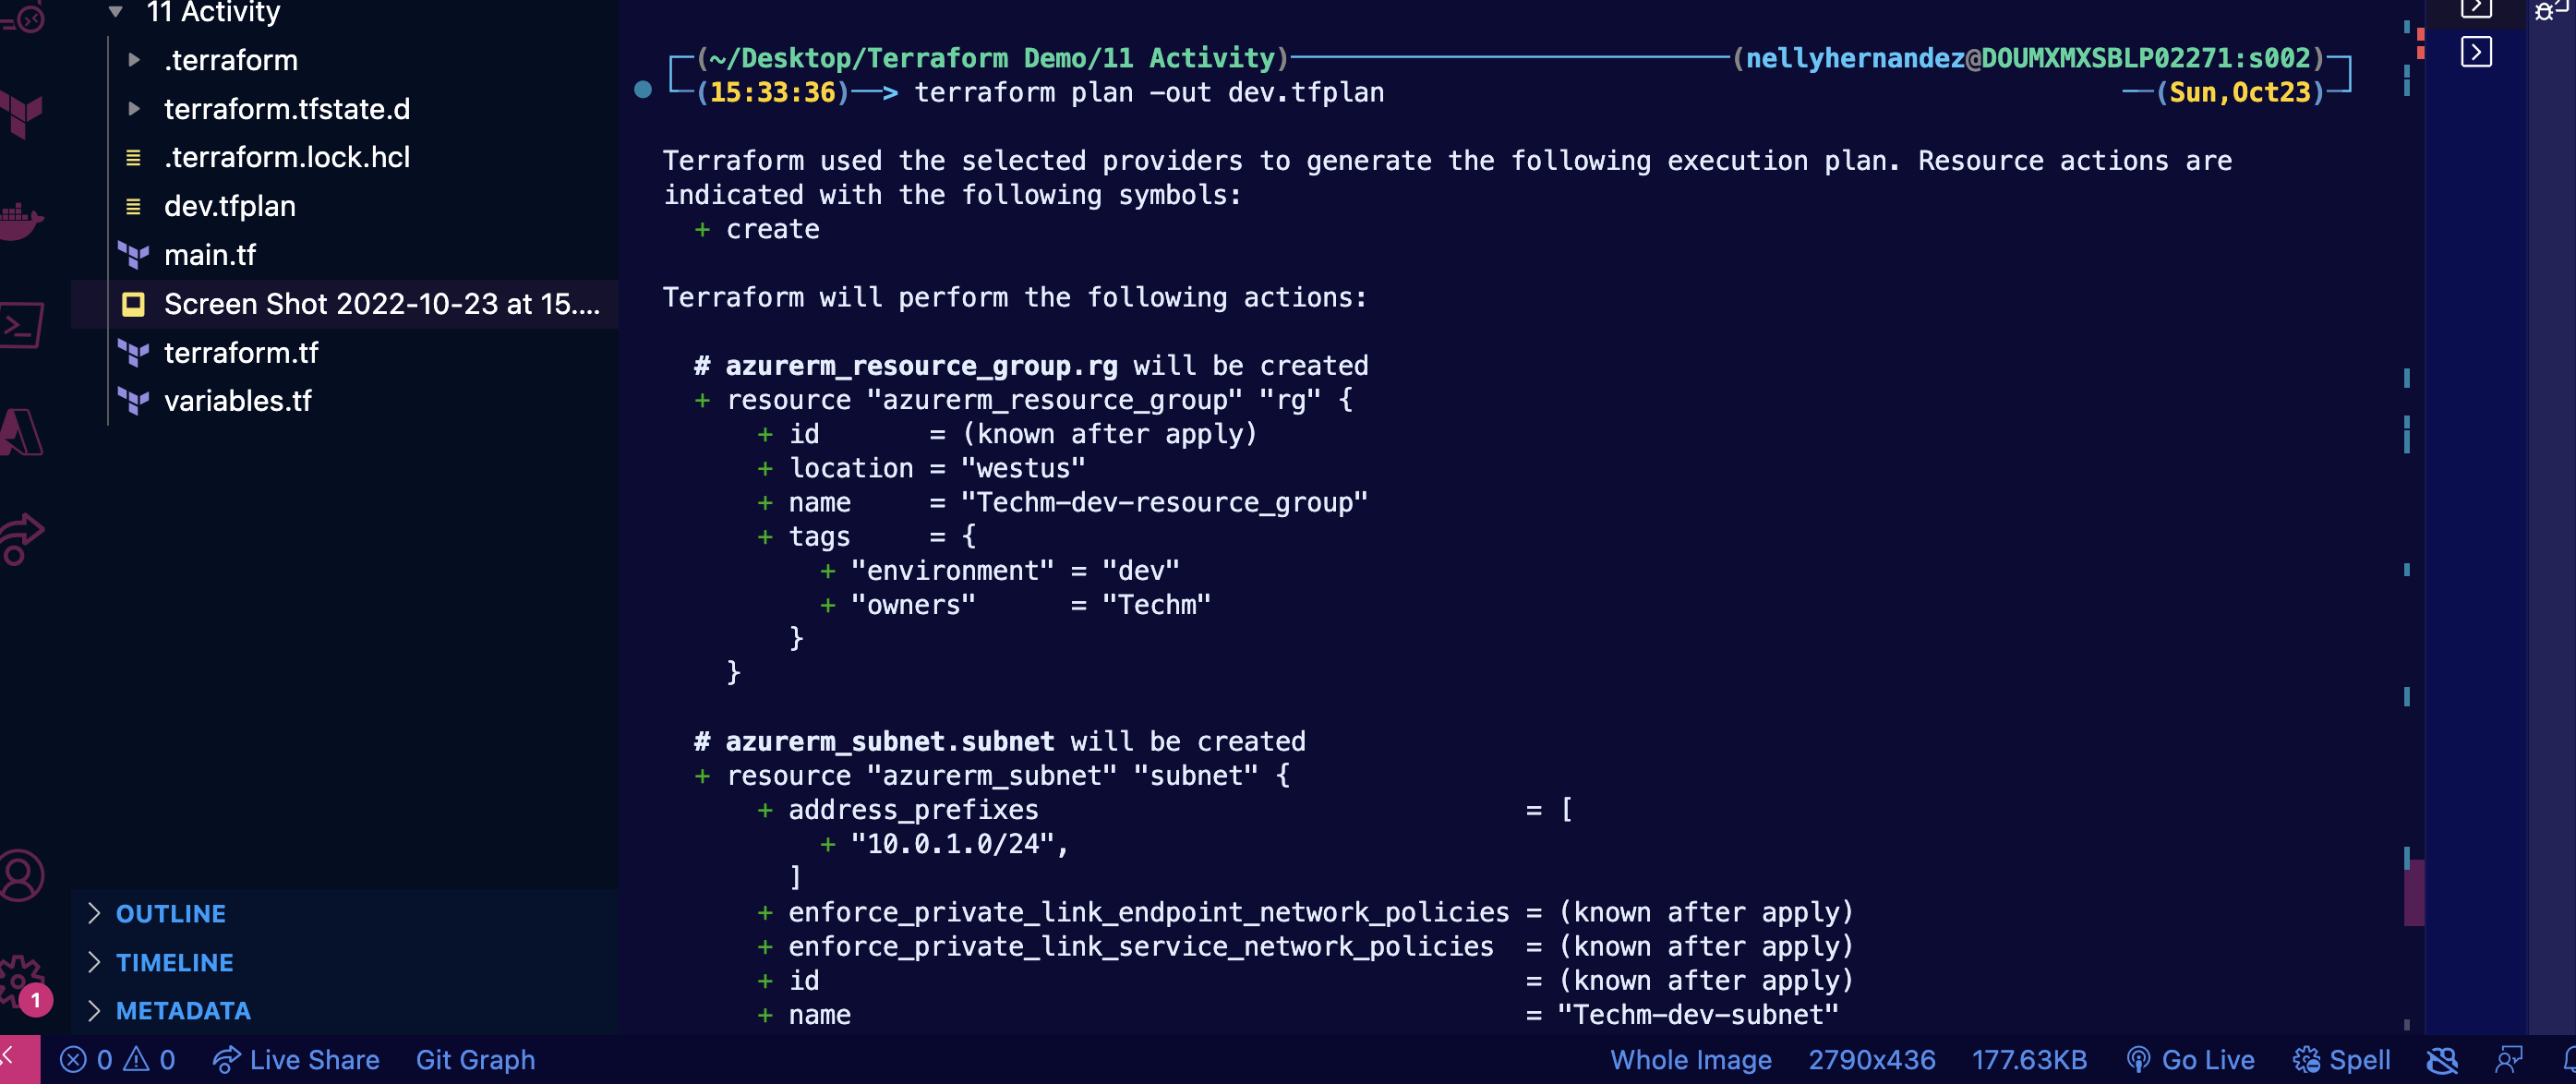 11 Activity
.terraform
terraform.tfstate.d
.terraform.lock.hcl
dev.tfplan
main.tf
Screen Shot 2022-10-23 at 15....
terraform.tf
variables.tf
OUTLINE
TIMELINE
METADATA
(~/Desktop/Terraform Demo/11 Activity) (nellyhernandez@DOUMXMXSBLP02271:s002)
(15:33:36)—> terraform plan -out dev.tfplan (Sun,Oct23)
Terraform used the selected providers to generate the following execution plan. Resource actions are
indicated with the following symbols:
+ create
Terraform will perform the following actions:
# azurerm_resource_group.rg will be created
+ resource "azurerm_resource_group" "rg" {
+ id = (known after apply)
+ location = "westus"
+ name = "Techm-dev-resource_group"
+ tags = {
+ "environment" = "dev"
+ "owners" = "Techm"
}
}
# azurerm_subnet.subnet will be created
+ resource "azurerm_subnet" "subnet" {
+ address_prefixes = [
+ "10.0.1.0/24",
]
+ enforce_private_link_endpoint_network_policies = (known after apply)
+ enforce_private_link_service_network_policies = (known after apply)
+ id = (known after apply)
+ name = "Techm-dev-subnet"
1
0 0 Live Share Git Graph Whole Image 2790x436 177.63KB Go Live Spell